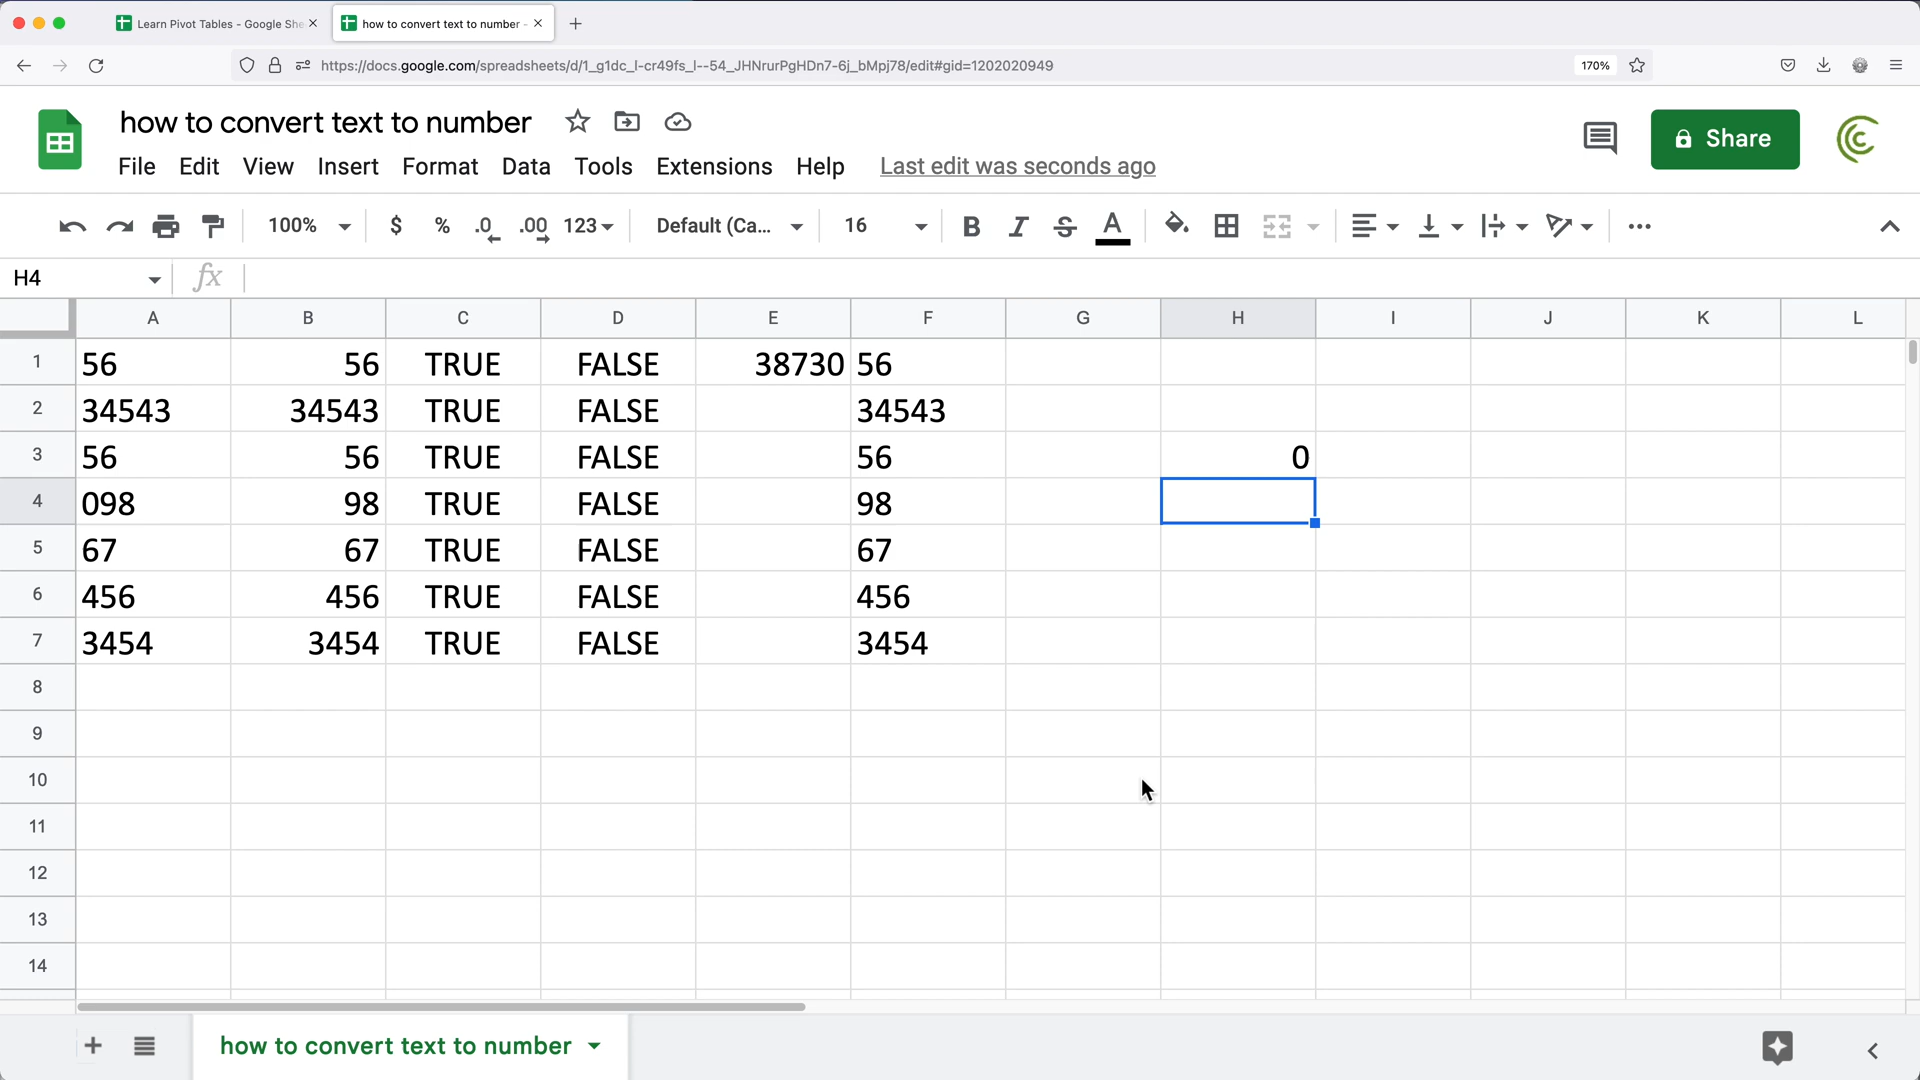 Learn Pivot Tables - Google She
how to convert text to number -
https://docs.google.com/spreadsheets/d/1_g1dc_l-cr49fs_l--54_JHNrurPgHDn7-6j_bMpj78/edit#gid=1202020949
170%
how to convert text to number
Share
File Edit View Insert Format Data Tools Extensions Help Last edit was seconds ago
100% $ % .0 .00 123 Default (Ca... 16 B I S A
H4 fx
A B C D E F G H I J K L
1 56 56 TRUE FALSE 38730 56
2 34543 34543 TRUE FALSE 34543
3 56 56 TRUE FALSE 56 0
4 098 98 TRUE FALSE 98
5 67 67 TRUE FALSE 67
6 456 456 TRUE FALSE 456
7 3454 3454 TRUE FALSE 3454
8
9
10
11
12
13
14
how to convert text to number